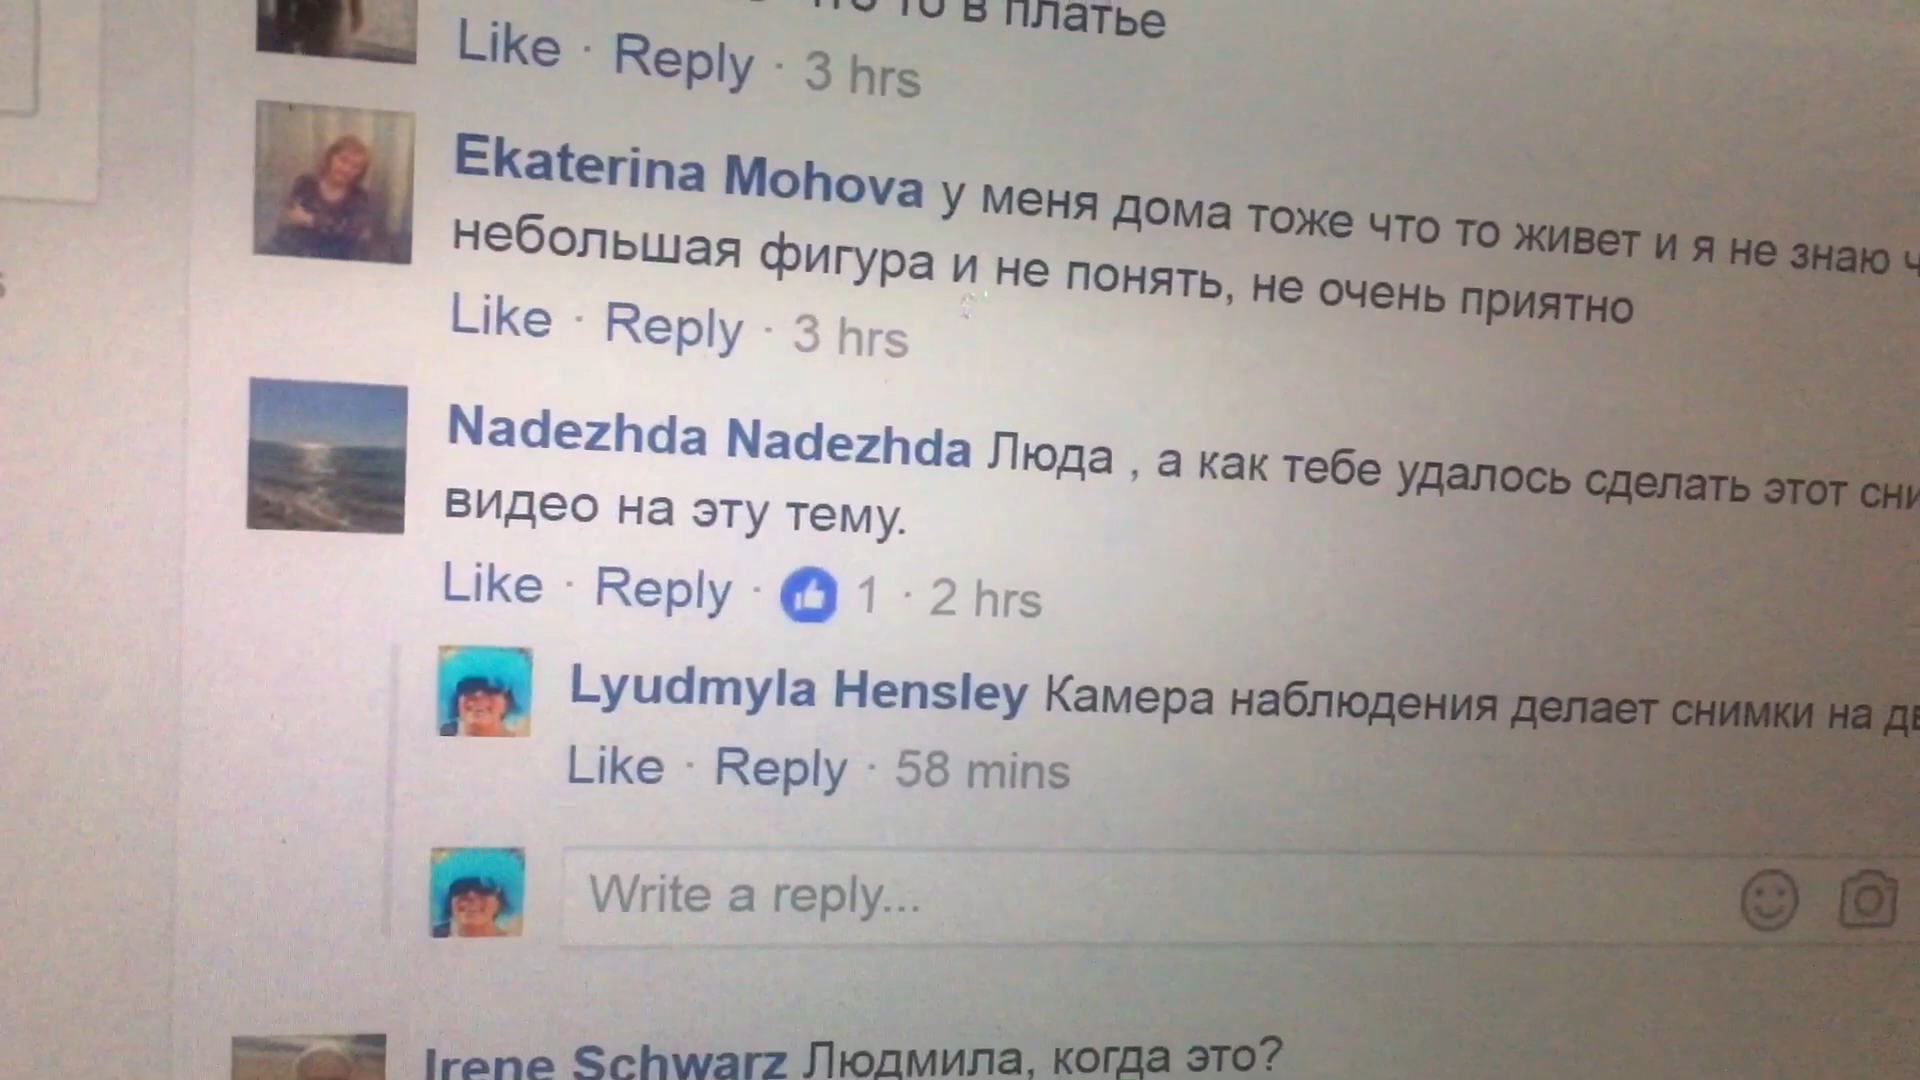 в платье
Like · Reply · 3 hrs
Ekaterina Mohova у меня дома тоже что то живет и я не знаю
небольшая фигура и не понять, не очень приятно
Like · Reply · 3 hrs
Nadezhda Nadezhda Люда , а как тебе удалось сделать этот
видео на эту тему.
Like · Reply · 1 · 2 hrs
Lyudmyla Hensley Камера наблюдения делает снимки на
Like · Reply · 58 mins
Write a reply...
Irene Schwarz Людмила, когда это?